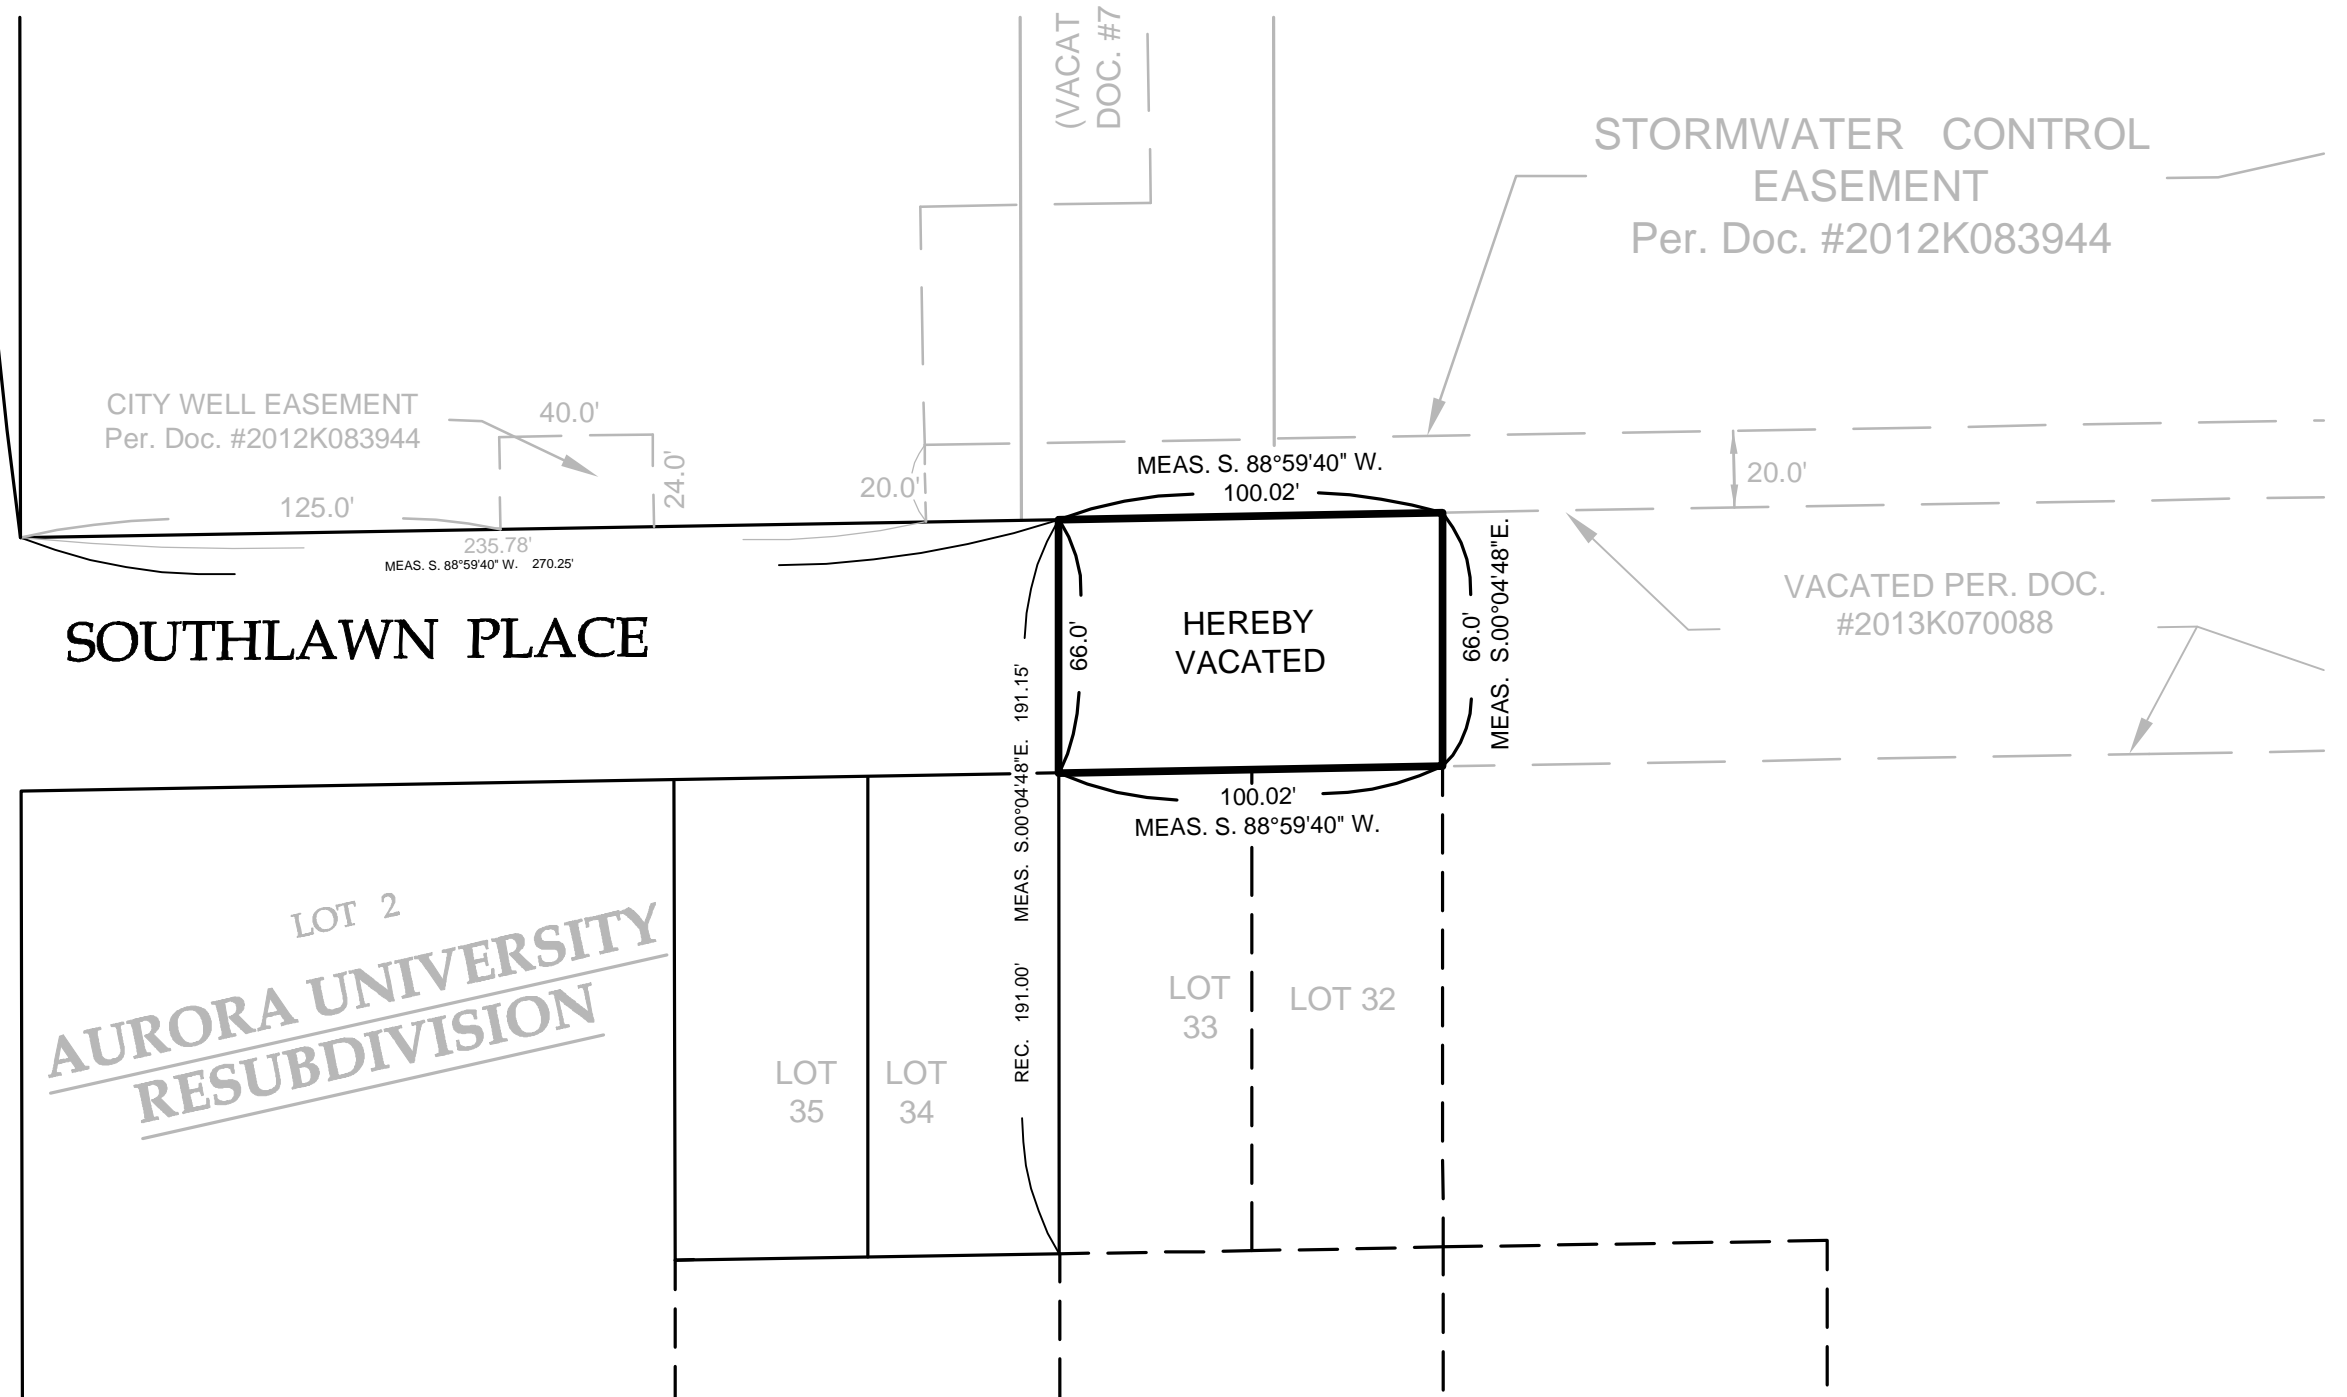 (VACAT
DOC. #7
STORMWATER CONTROL
EASEMENT
Per. Doc. #2012K083944
CITY WELL EASEMENT
Per. Doc. #2012K083944
40.0'
24.0'
125.0'
20.0'
235.78'
MEAS. S. 88°59'40" W. 270.25'
MEAS. S. 88°59'40" W.
100.02'
20.0'
SOUTHLAWN PLACE
66.0'
HEREBY
VACATED
66.0'
MEAS. S.00°04'48"E.
VACATED PER. DOC.
#2013K070088
REC. 191.00' MEAS. S.00°04'48"E. 191.15'
100.02'
MEAS. S. 88°59'40" W.
LOT 2
AURORA UNIVERSITY
RESUBDIVISION
LOT
35
LOT
34
LOT
33
LOT 32